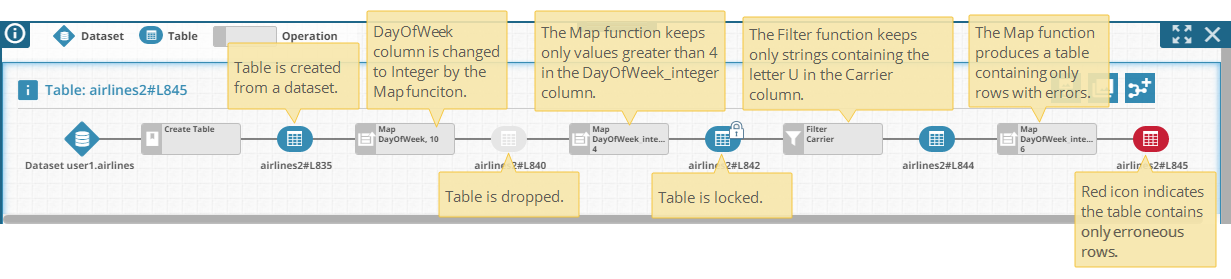 Dataset
Table
Operation
Table is created
from a dataset.
DayOfWeek
column is changed
to Integer by the
Map funciton.
The Map function keeps
only values greater than 4
in the DayOfWeek_integer
column.
The Filter function keeps
only strings containing the
letter U in the Carrier
column.
The Map function
produces a table
containing only
rows with errors.
Table: airlines2#L845
Create Table
Map
DayOfWeek, 10
Map
DayOfWeek_inte...
4
Filter
Carrier
Map
DayOfWeek_inte...
6
Dataset user1.airlines
airlines2#L835
airlines2#L840
airlines2#L842
airlines2#L844
airlines2#L845
Table is dropped.
Table is locked.
Red icon indicates
the table contains
only erroneous
rows.